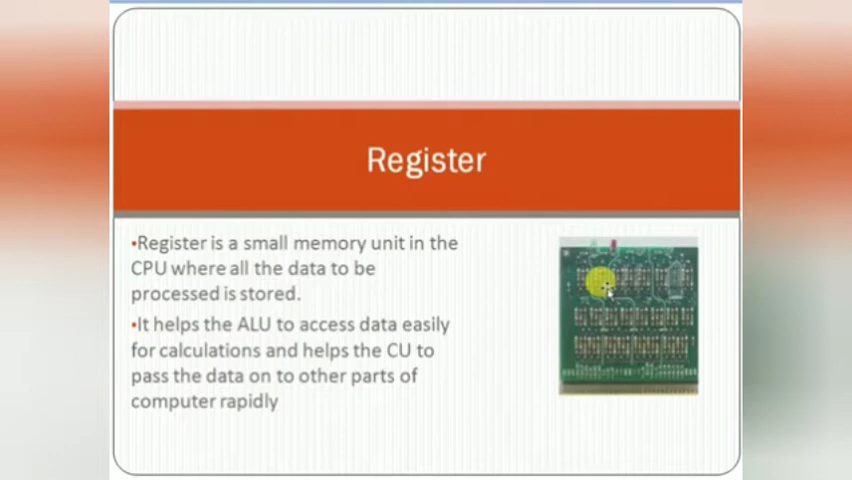 Register
•Register is a small memory unit in the
CPU where all the data to be
processed is stored.
•It helps the ALU to access data easily
for calculations and helps the CU to
pass the data on to other parts of
computer rapidly